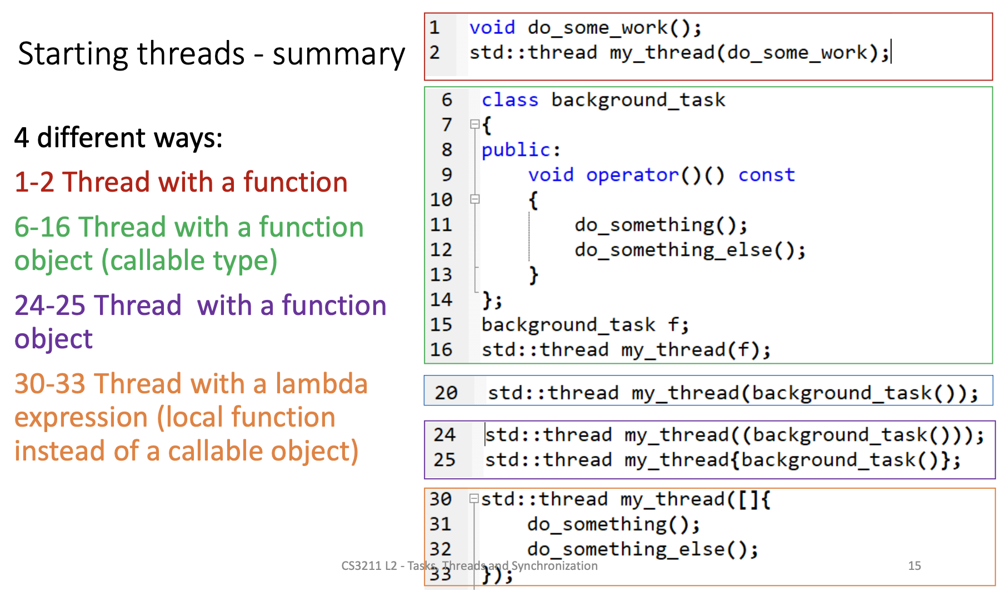 Starting threads - summary
4 different ways:
1-2 Thread with a function
6-16 Thread with a function
object (callable type)
24-25 Thread  with a function
object
30-33 Thread with a lambda
expression (local function
instead of a callable object)
1 void do_some_work();
2 std::thread my_thread(do_some_work);
6 class background_task
7 {
8 public:
9     void operator()() const
10     {
11         do_something();
12         do_something_else();
13     }
14 };
15 background_task f;
16 std::thread my_thread(f);
20 std::thread my_thread(background_task());
24 std::thread my_thread((background_task()));
25 std::thread my_thread{background_task()};
30 std::thread my_thread([]{
31     do_something();
32     do_something_else();
33 });
CS3211 L2 - Tasks, Threads and Synchronization
15